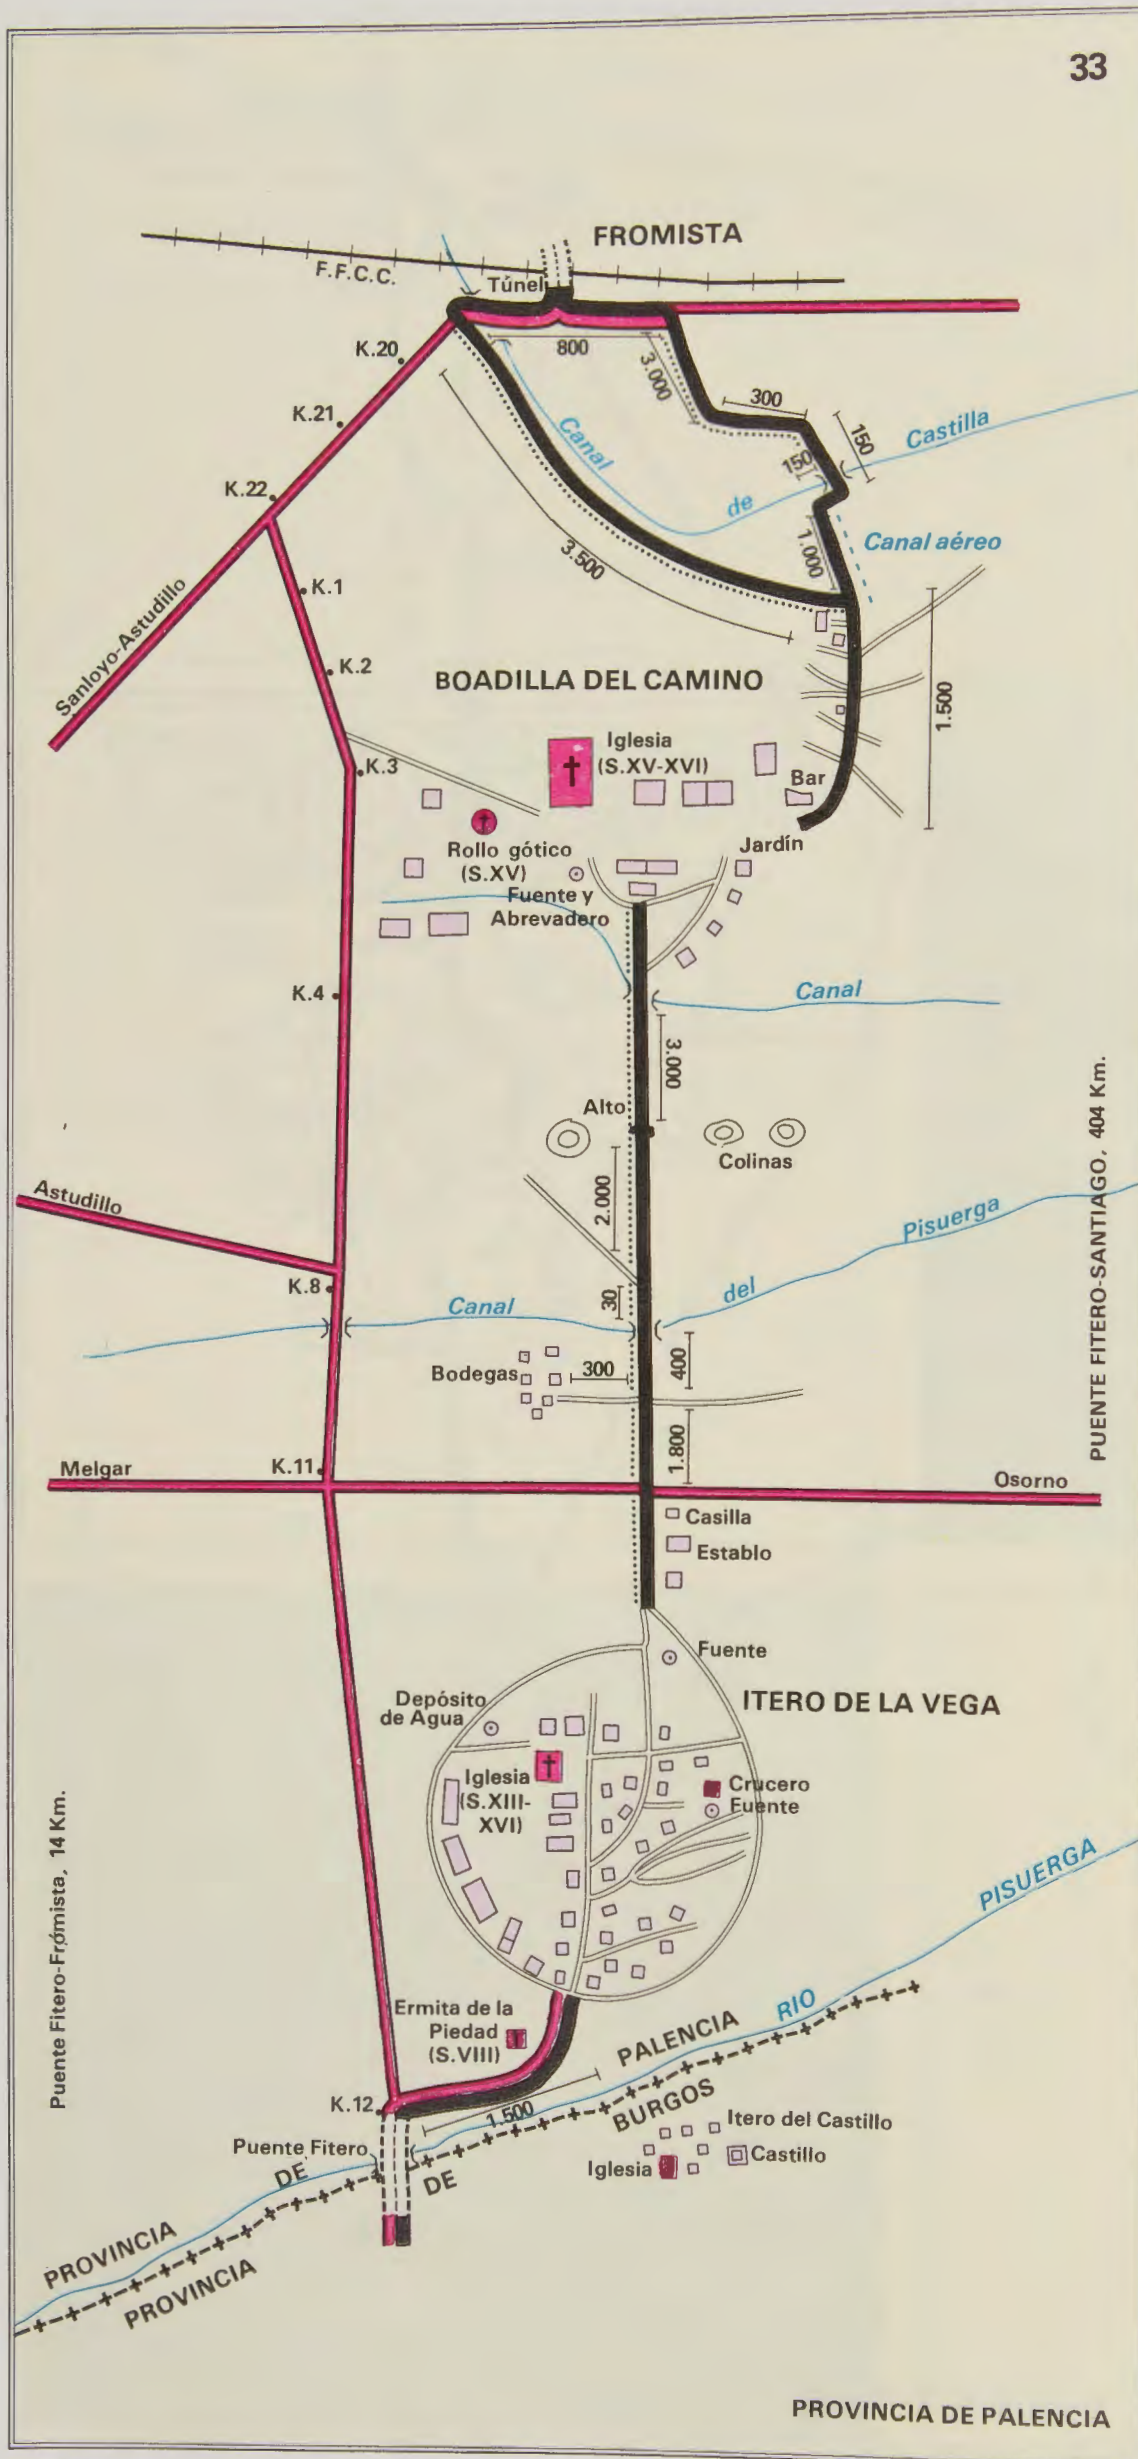 33
FROMISTA
F.F.C.C.
Túnel
K.20
800
3.000
300
K.21
150
Castilla
Canal
150
K.22
de
1.000
Canal aéreo
3.500
K.1
Sanloyo-Astudillo
K.2
BOADILLA DEL CAMINO
1.500
Iglesia
(S.XV-XVI)
K.3
Bar
Rollo gótico
(S.XV)
Jardín
Fuente y
Abrevadero
K.4
Canal
3.000
Alto
Colinas
PUENTE FITERO-SANTIAGO, 404 Km.
2.000
Astudillo
Pisuerga
K.8
30
del
Canal
Bodegas
300
400
1.800
Melgar
K.11
Osorno
Casilla
Establo
Fuente
ITERO DE LA VEGA
Depósito
de Agua
Iglesia
(S.XIII-
XVI)
Crucero
Fuente
Puente Fitero-Frómista, 14 Km.
PISUERGA
RIO
Ermita de la
Piedad
(S.VIII)
PALENCIA
K.12
1.500
BURGOS
Itero del Castillo
Puente Fitero
Castillo
Iglesia
DE
DE
PROVINCIA
PROVINCIA
PROVINCIA DE PALENCIA